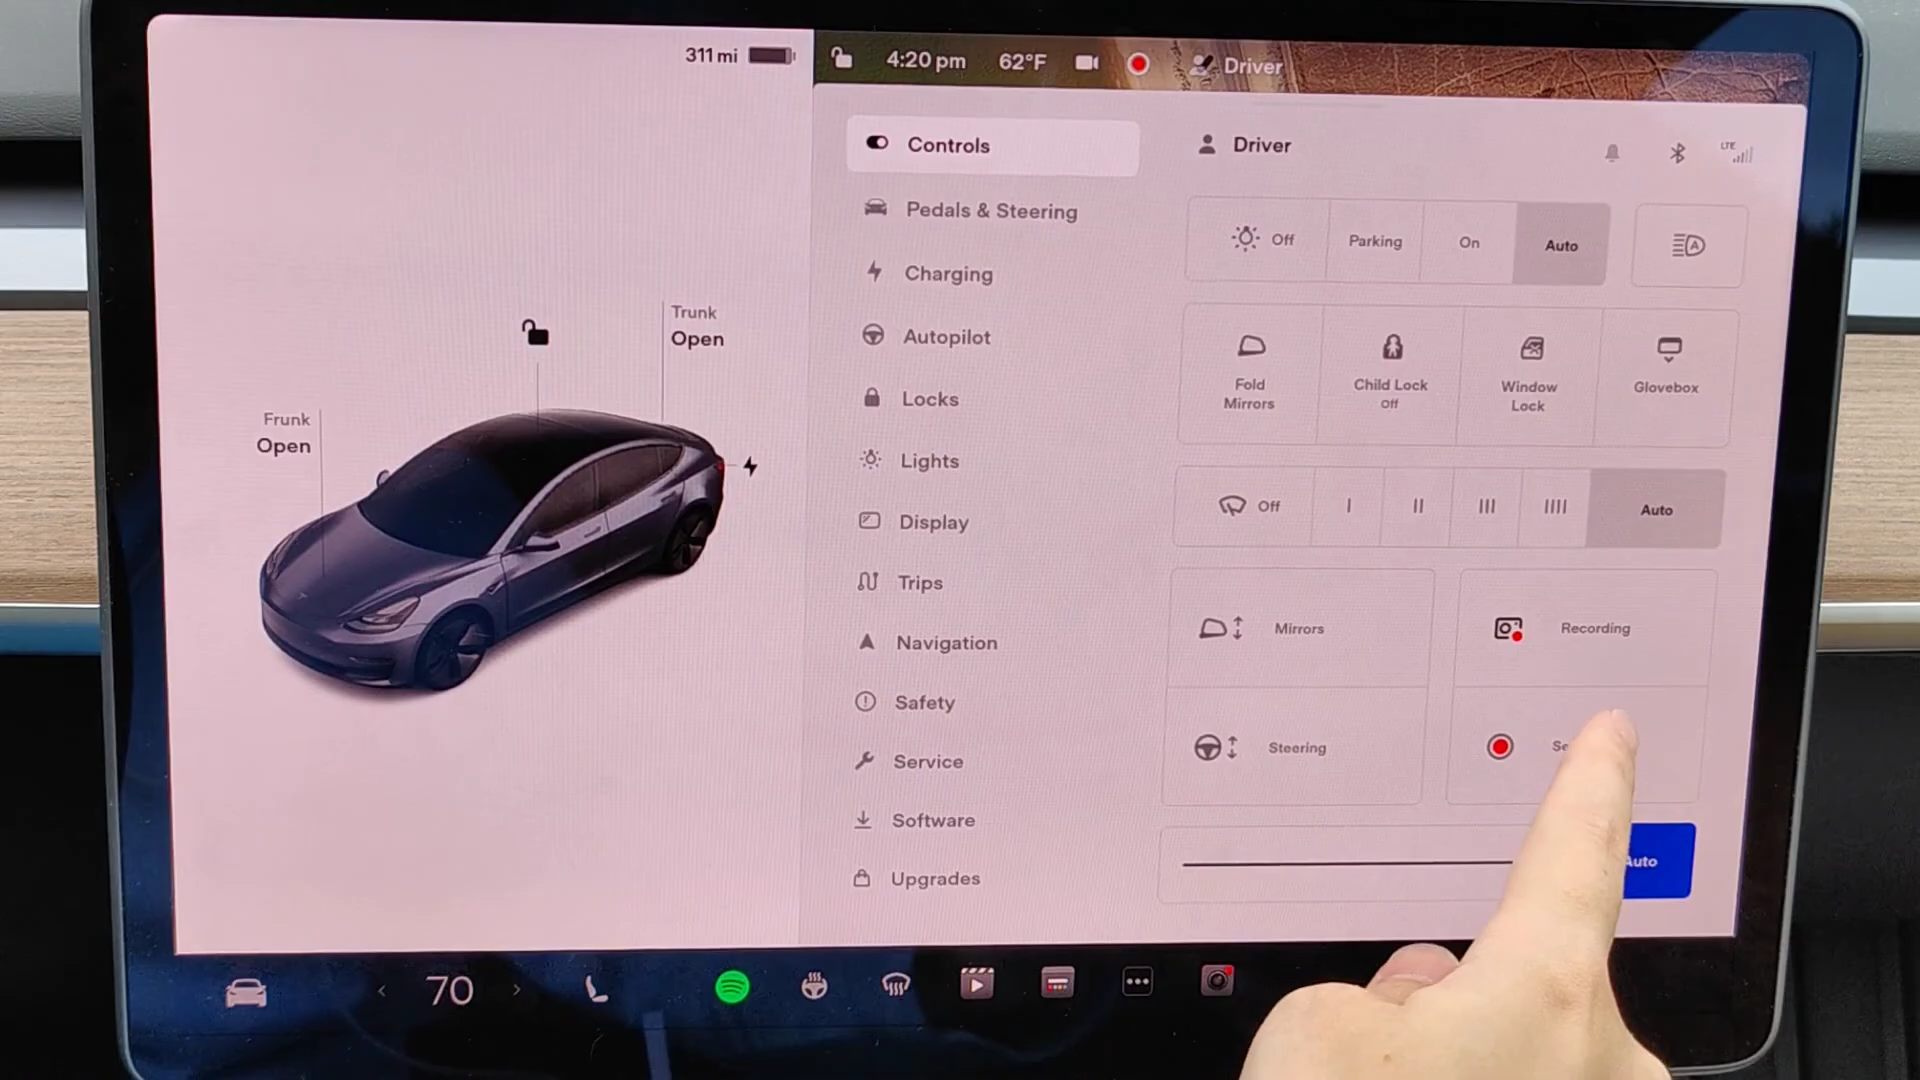 311 mi
4:20 pm
62°F
Driver
Controls
Pedals & Steering
Charging
Autopilot
Locks
Lights
Display
Trips
Navigation
Safety
Service
Software
Upgrades
Driver
LTE
Off
Parking
On
Auto
Fold
Mirrors
Child Lock
Off
Window
Lock
Glovebox
Off
I
II
III
IIII
Auto
Mirrors
Recording
Steering
Auto
Trunk
Open
Frunk
Open
70